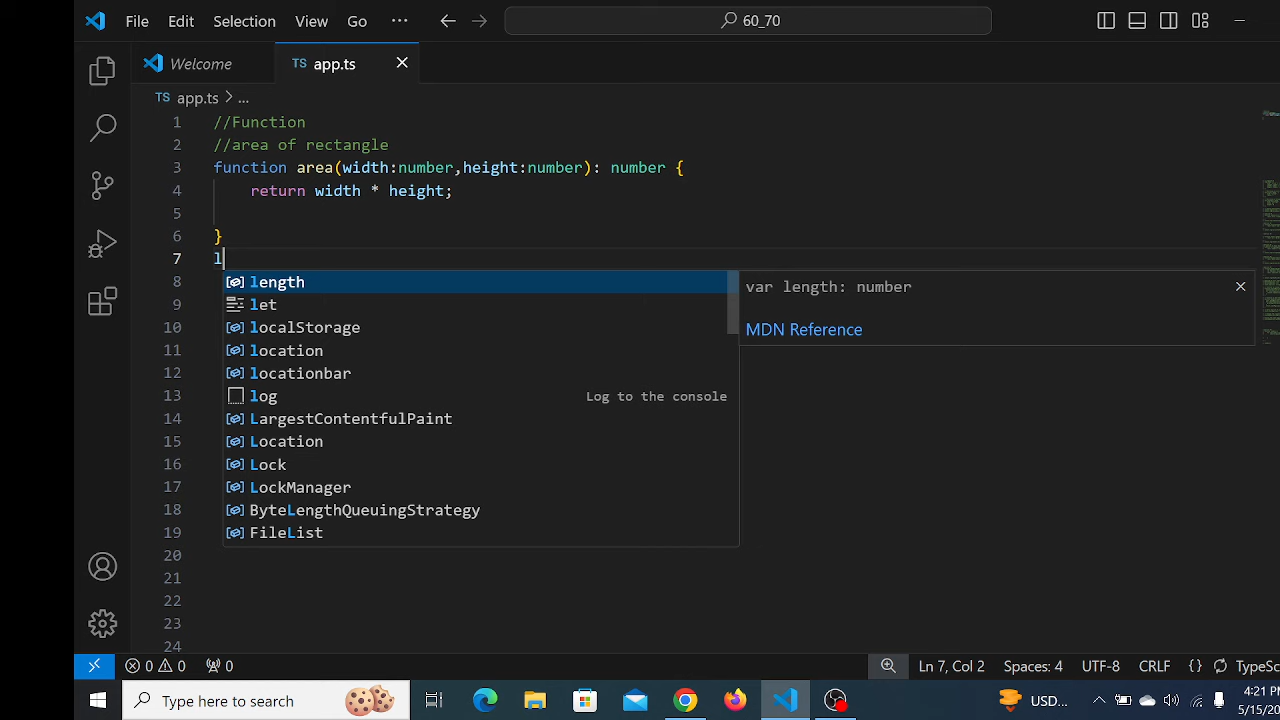 File Edit Selection View Go ··· 60_70
Welcome TS app.ts
TS app.ts > ...
1 //Function
2 //area of rectangle
3 function area(width:number,height:number): number {
4 return width * height;
5
6 }
7 l
8 length var length: number
9 let
10 localStorage MDN Reference
11 location
12 locationbar
13 log Log to the console
14 LargestContentfulPaint
15 Location
16 Lock
17 LockManager
18 ByteLengthQueuingStrategy
19 FileList
20
21
22
23
24
0 0 0 Ln 7, Col 2 Spaces: 4 UTF-8 CRLF {} TypeSc
Type here to search USD... 4:21 PM
5/15/20